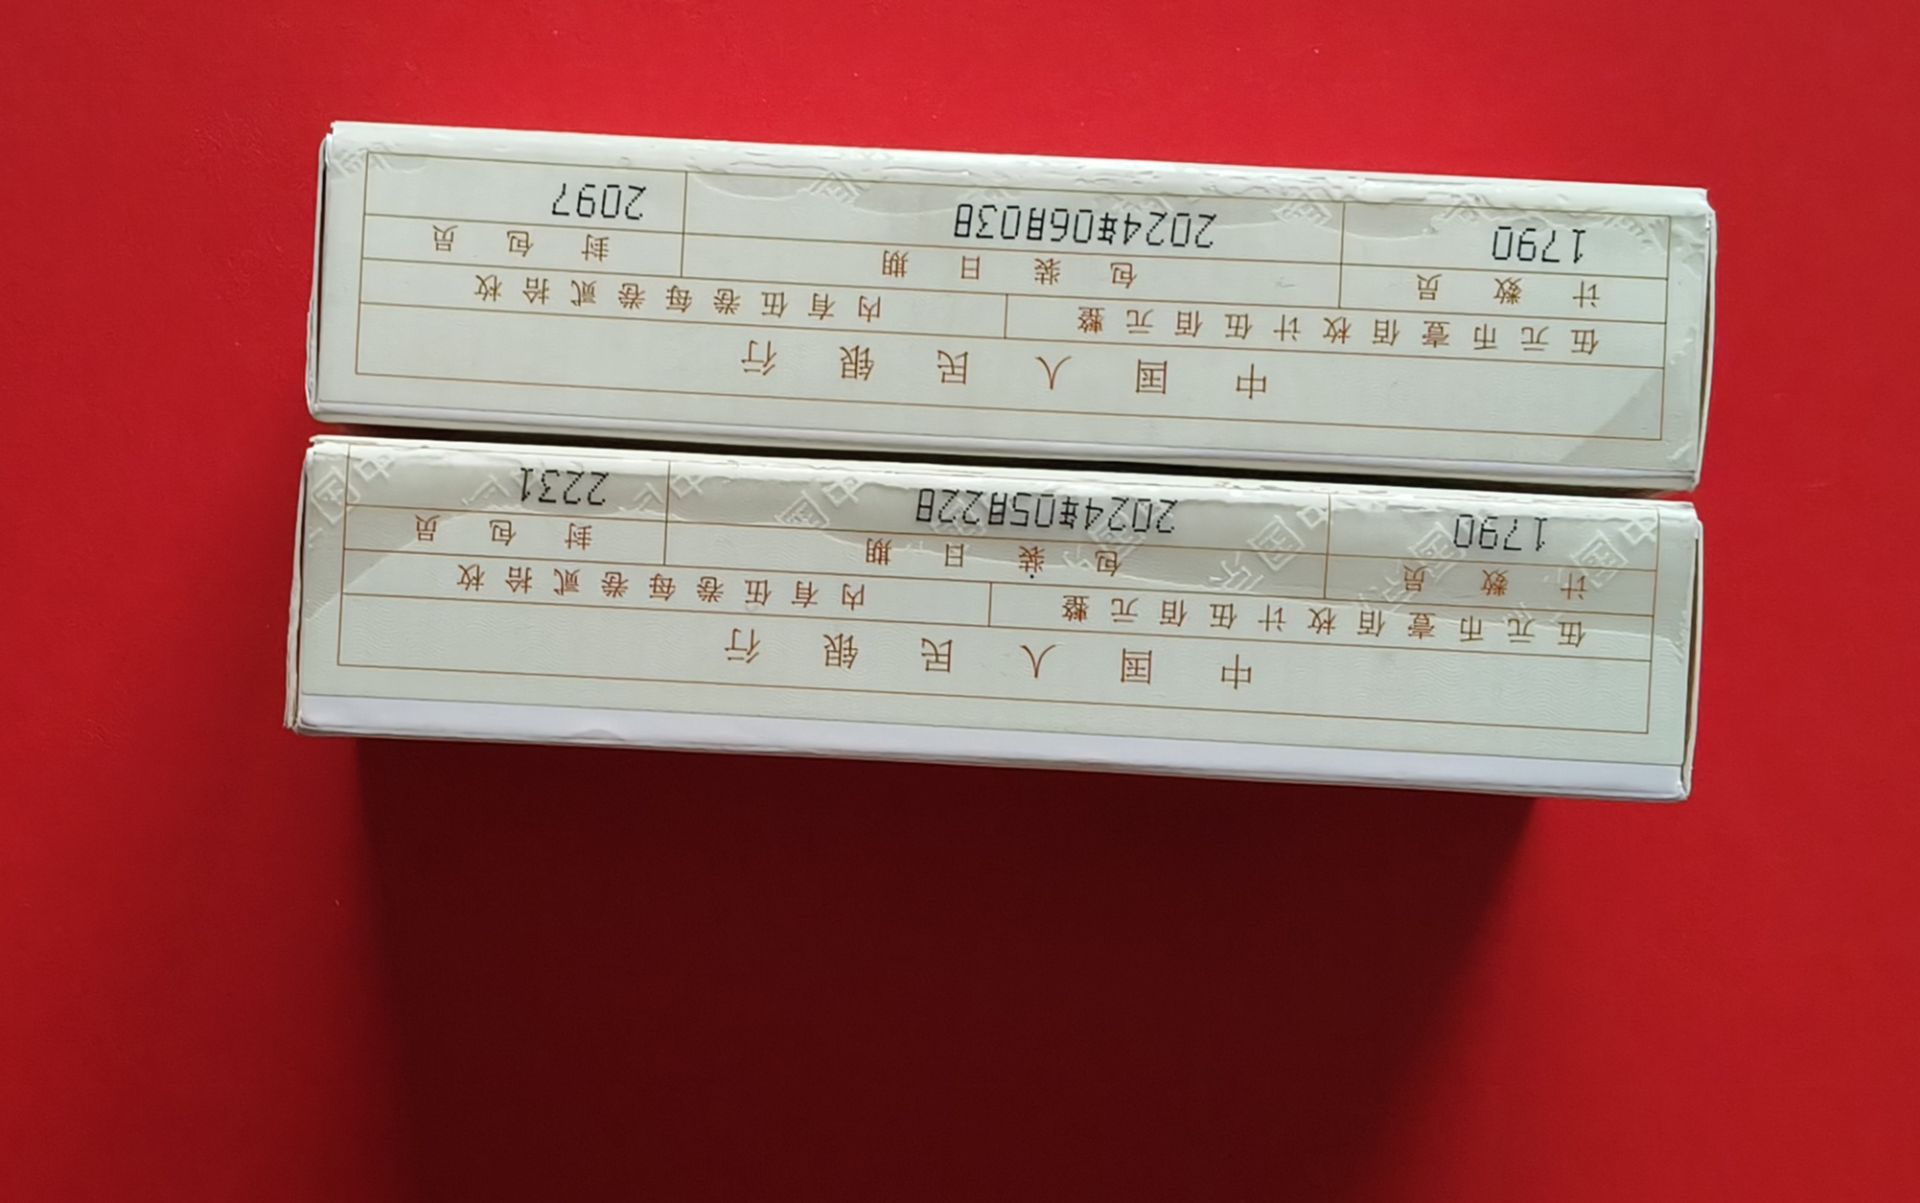 中国人民银行
伍元币壹佰枚计伍佰元整 内有伍卷每卷贰拾枚
计数员 包装日期 封包员
1790 2024年05月22日 2231
中国人民银行
伍元币壹佰枚计伍佰元整 内有伍卷每卷贰拾枚
计数员 包装日期 封包员
1790 2024年06月03日 2097